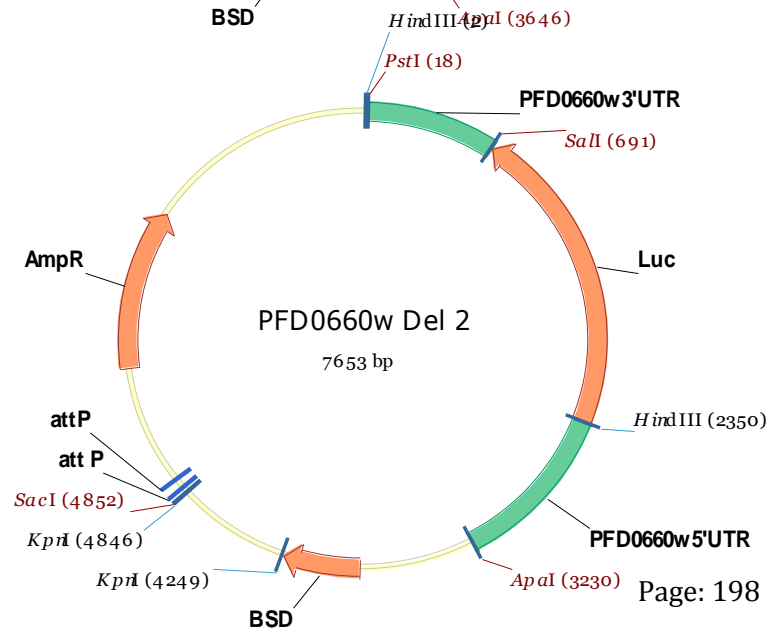 BSD
ApaI (3646)
HindIII (2)
PstI (18)
PFD0660w 3'UTR
SalI (691)
AmpR
Luc
PFD0660w Del 2
7653 bp
HindIII (2350)
attP
att P
SacI (4852)
KpnI (4846)
PFD0660w 5'UTR
KpnI (4249)
ApaI (3230)
Page: 198
BSD